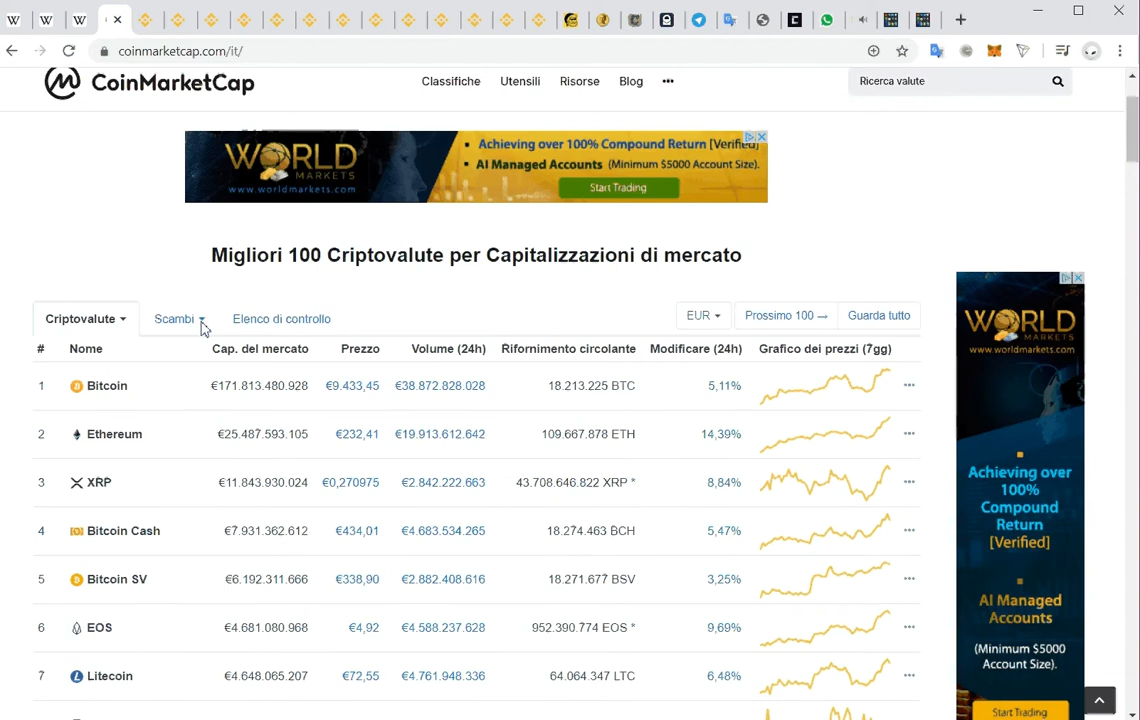 coinmarketcap.com/it/
CoinMarketCap
Classifiche Utensili Risorse Blog •••
Ricerca valute
WORLD MARKETS
www.worldmarkets.com
Achieving over 100% Compound Return [Verified]
AI Managed Accounts (Minimum $5000 Account Size).
Start Trading
Migliori 100 Criptovalute per Capitalizzazioni di mercato
Criptovalute Scambi Elenco di controllo EUR Prossimo 100 → Guarda tutto
# Nome Cap. del mercato Prezzo Volume (24h) Rifornimento circolante Modificare (24h) Grafico dei prezzi (7gg)
1 Bitcoin €171.813.480.928 €9.433,45 €38.872.828.028 18.213.225 BTC 5,11%
2 Ethereum €25.487.593.105 €232,41 €19.913.612.642 109.667.878 ETH 14,39%
3 XRP €11.843.930.024 €0,270975 €2.842.222.663 43.708.646.822 XRP * 8,84%
4 Bitcoin Cash €7.931.362.612 €434,01 €4.683.534.265 18.274.463 BCH 5,47%
5 Bitcoin SV €6.192.311.666 €338,90 €2.882.408.616 18.271.677 BSV 3,25%
6 EOS €4.681.080.968 €4,92 €4.588.237.628 952.390.774 EOS * 9,69%
7 Litecoin €4.648.065.207 €72,55 €4.761.948.336 64.064.347 LTC 6,48%
WORLD
MARKETS
www.worldmarkets.com
Achieving over
100%
Compound
Return
[Verified]
AI Managed
Accounts
(Minimum $5000
Account Size).
Start Trading